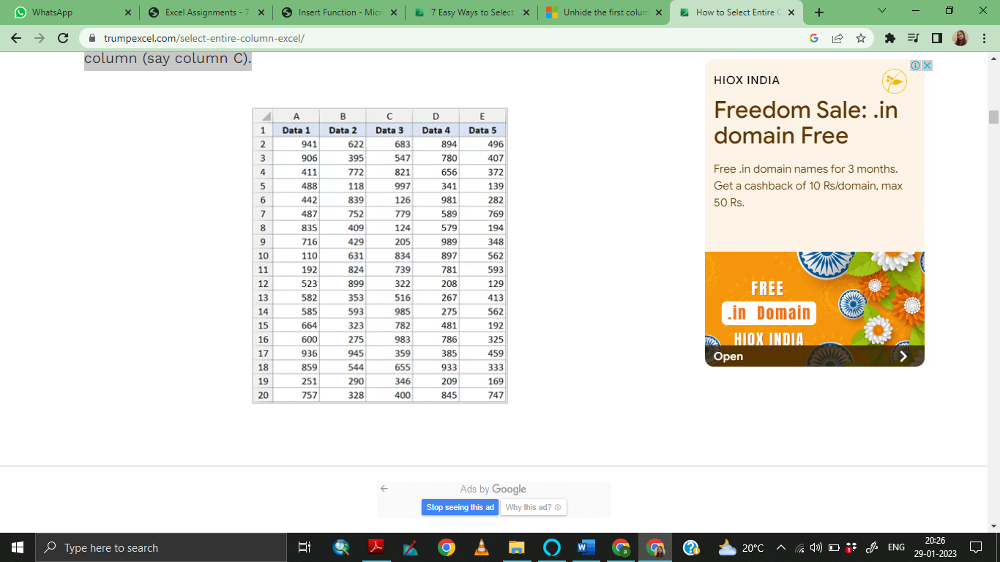 WhatsApp
Excel Assignments - 7
Insert Function - Micr
7 Easy Ways to Select
Unhide the first colum
How to Select Entire C
trumpexcel.com/select-entire-column-excel/
column (say column C).
A B C D E
1 Data 1 Data 2 Data 3 Data 4 Data 5
2 941 622 683 894 496
3 906 395 547 780 407
4 411 772 821 656 372
5 488 118 997 341 139
6 442 839 126 981 282
7 487 752 779 589 769
8 835 409 124 579 194
9 716 429 205 989 348
10 110 631 834 897 562
11 192 824 739 781 593
12 523 899 322 208 129
13 582 353 516 267 413
14 585 593 985 275 562
15 664 323 782 481 192
16 600 275 983 786 325
17 936 945 359 385 459
18 859 544 655 933 333
19 251 290 346 209 169
20 757 328 400 845 747
HIOX INDIA
Freedom Sale: .in
domain Free
Free .in domain names for 3 months.
Get a cashback of 10 Rs/domain, max
50 Rs.
FREE
.in Domain
HIOX INDIA
Open
Ads by Google
Stop seeing this ad
Why this ad?
Type here to search
20°C
ENG
20:26
29-01-2023